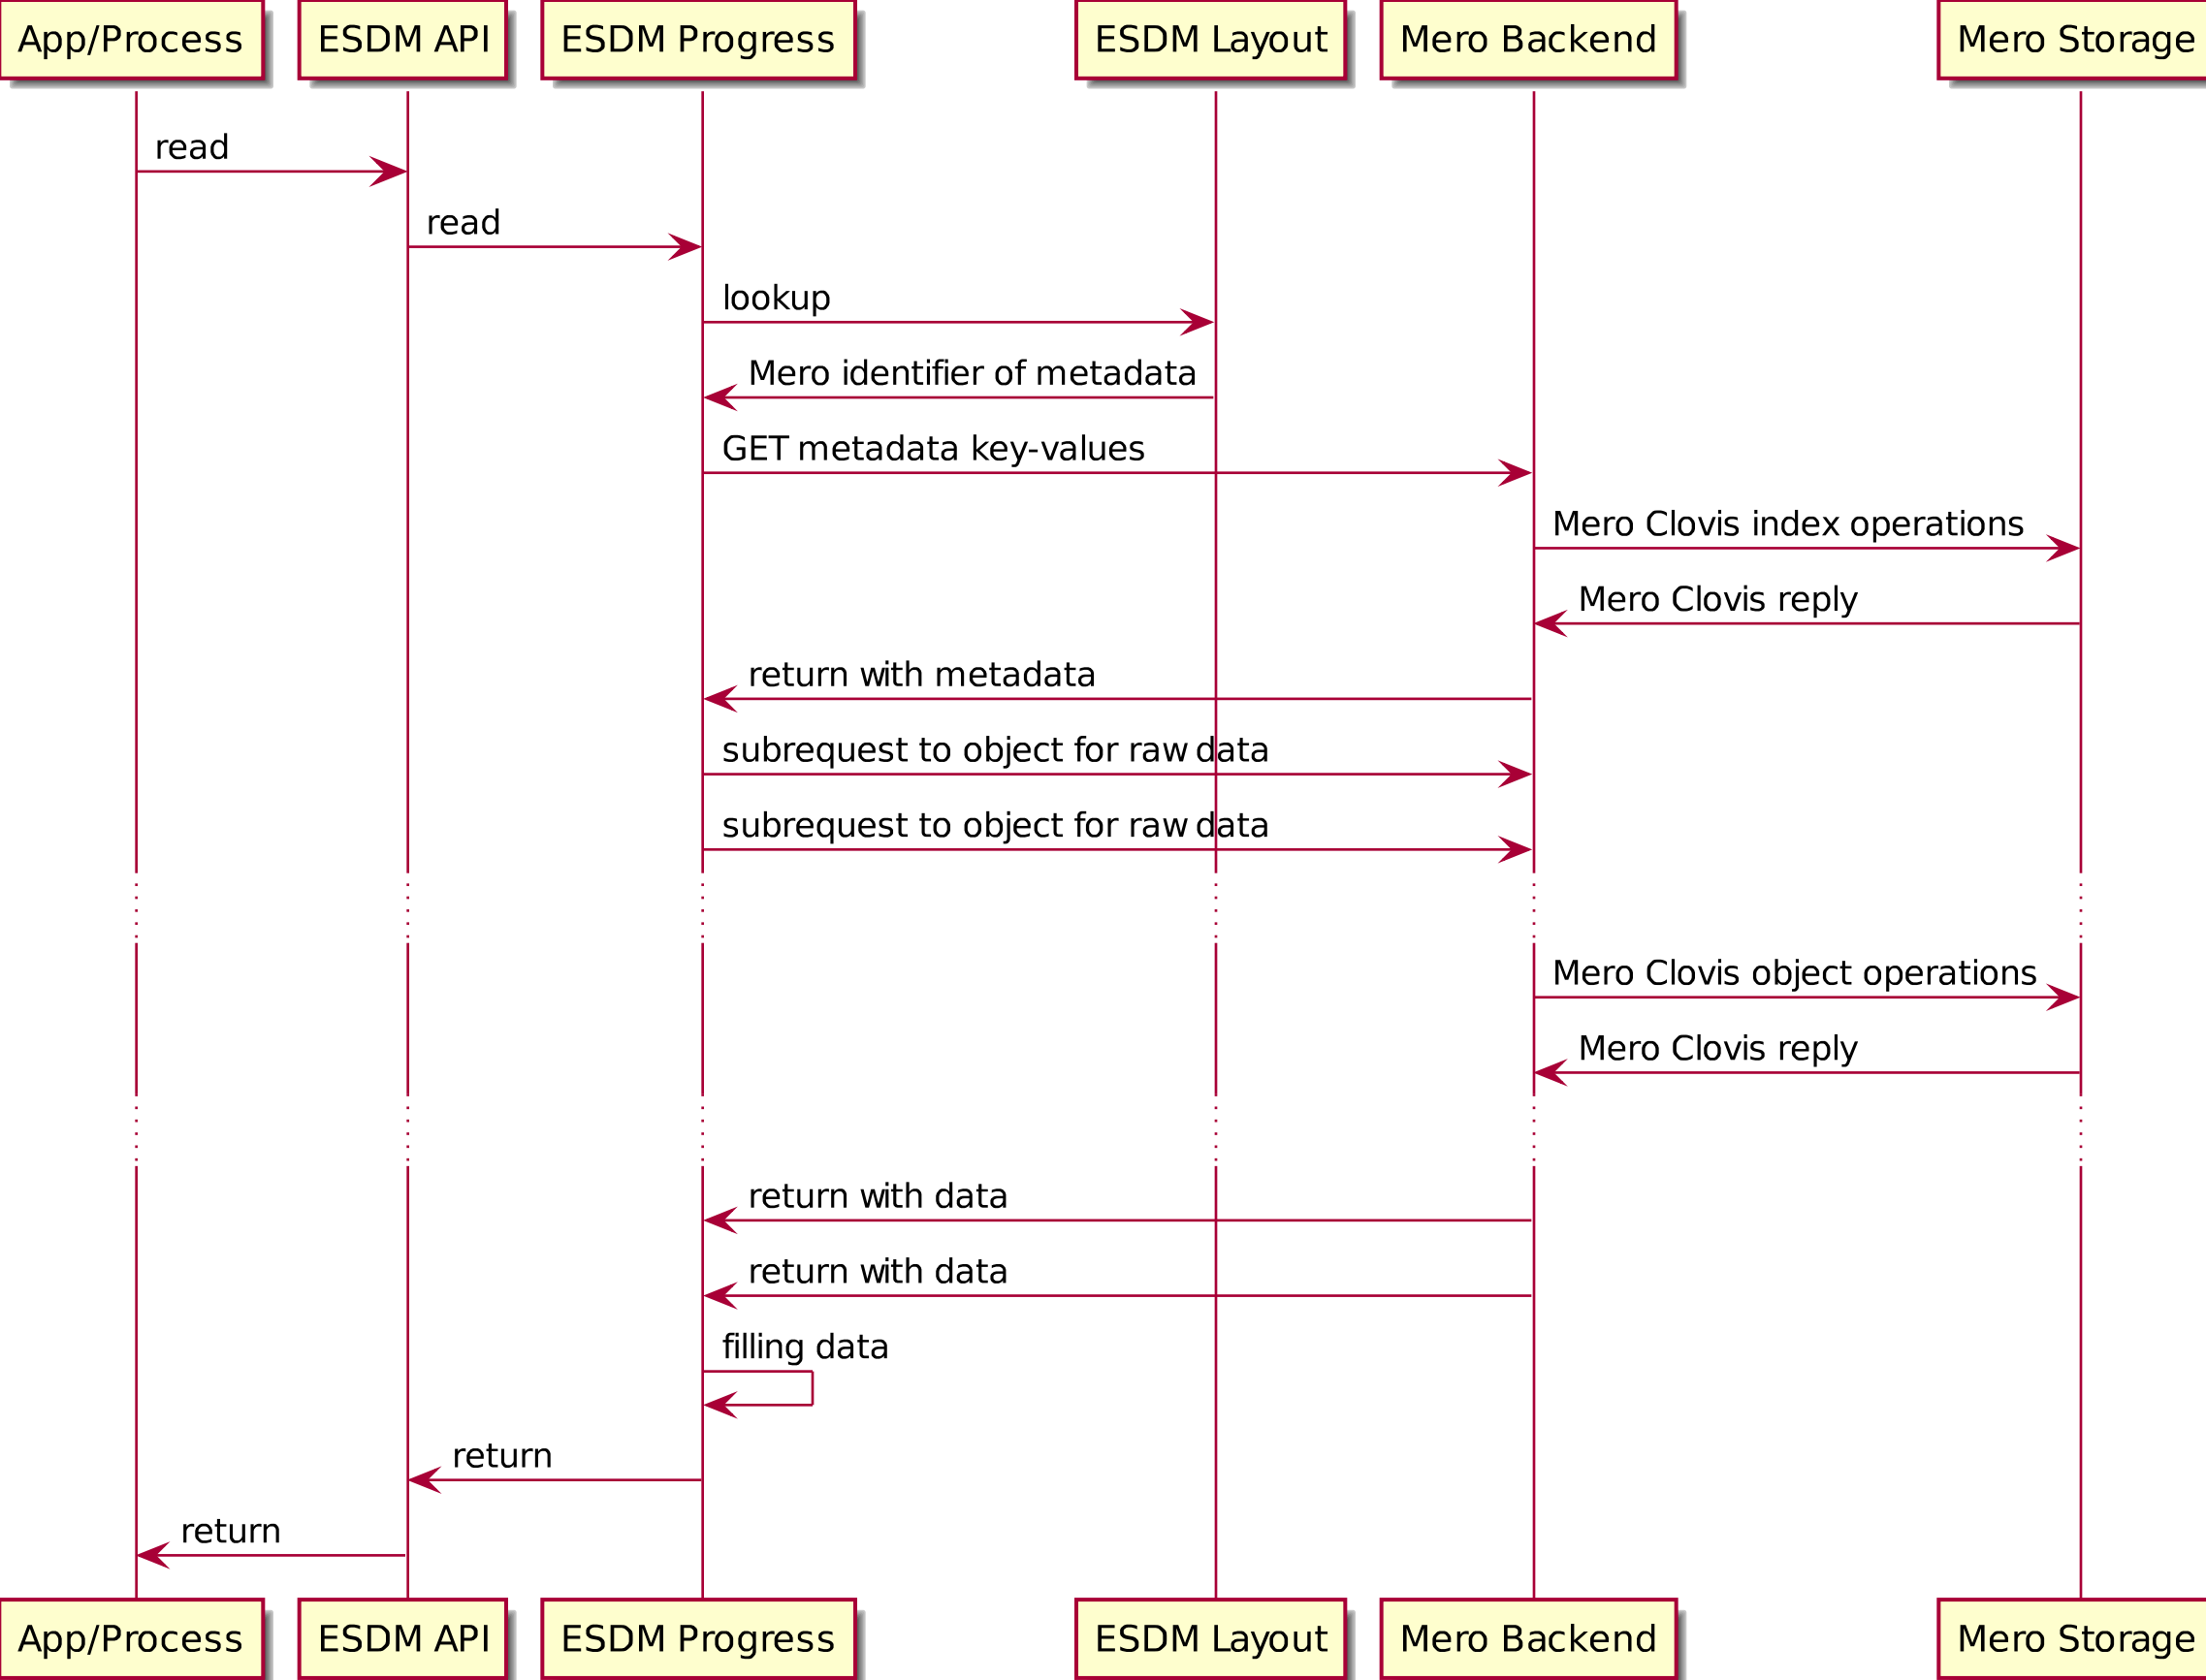 App/Process ESDM API ESDM Progress ESDM Layout Mero Backend Mero Storage
read
read
lookup
Mero identifier of metadata
GET metadata key-values
Mero Clovis index operations
Mero Clovis reply
return with metadata
subrequest to object for raw data
subrequest to object for raw data
Mero Clovis object operations
Mero Clovis reply
return with data
return with data
filling data
return
return
App/Process ESDM API ESDM Progress ESDM Layout Mero Backend Mero Storage